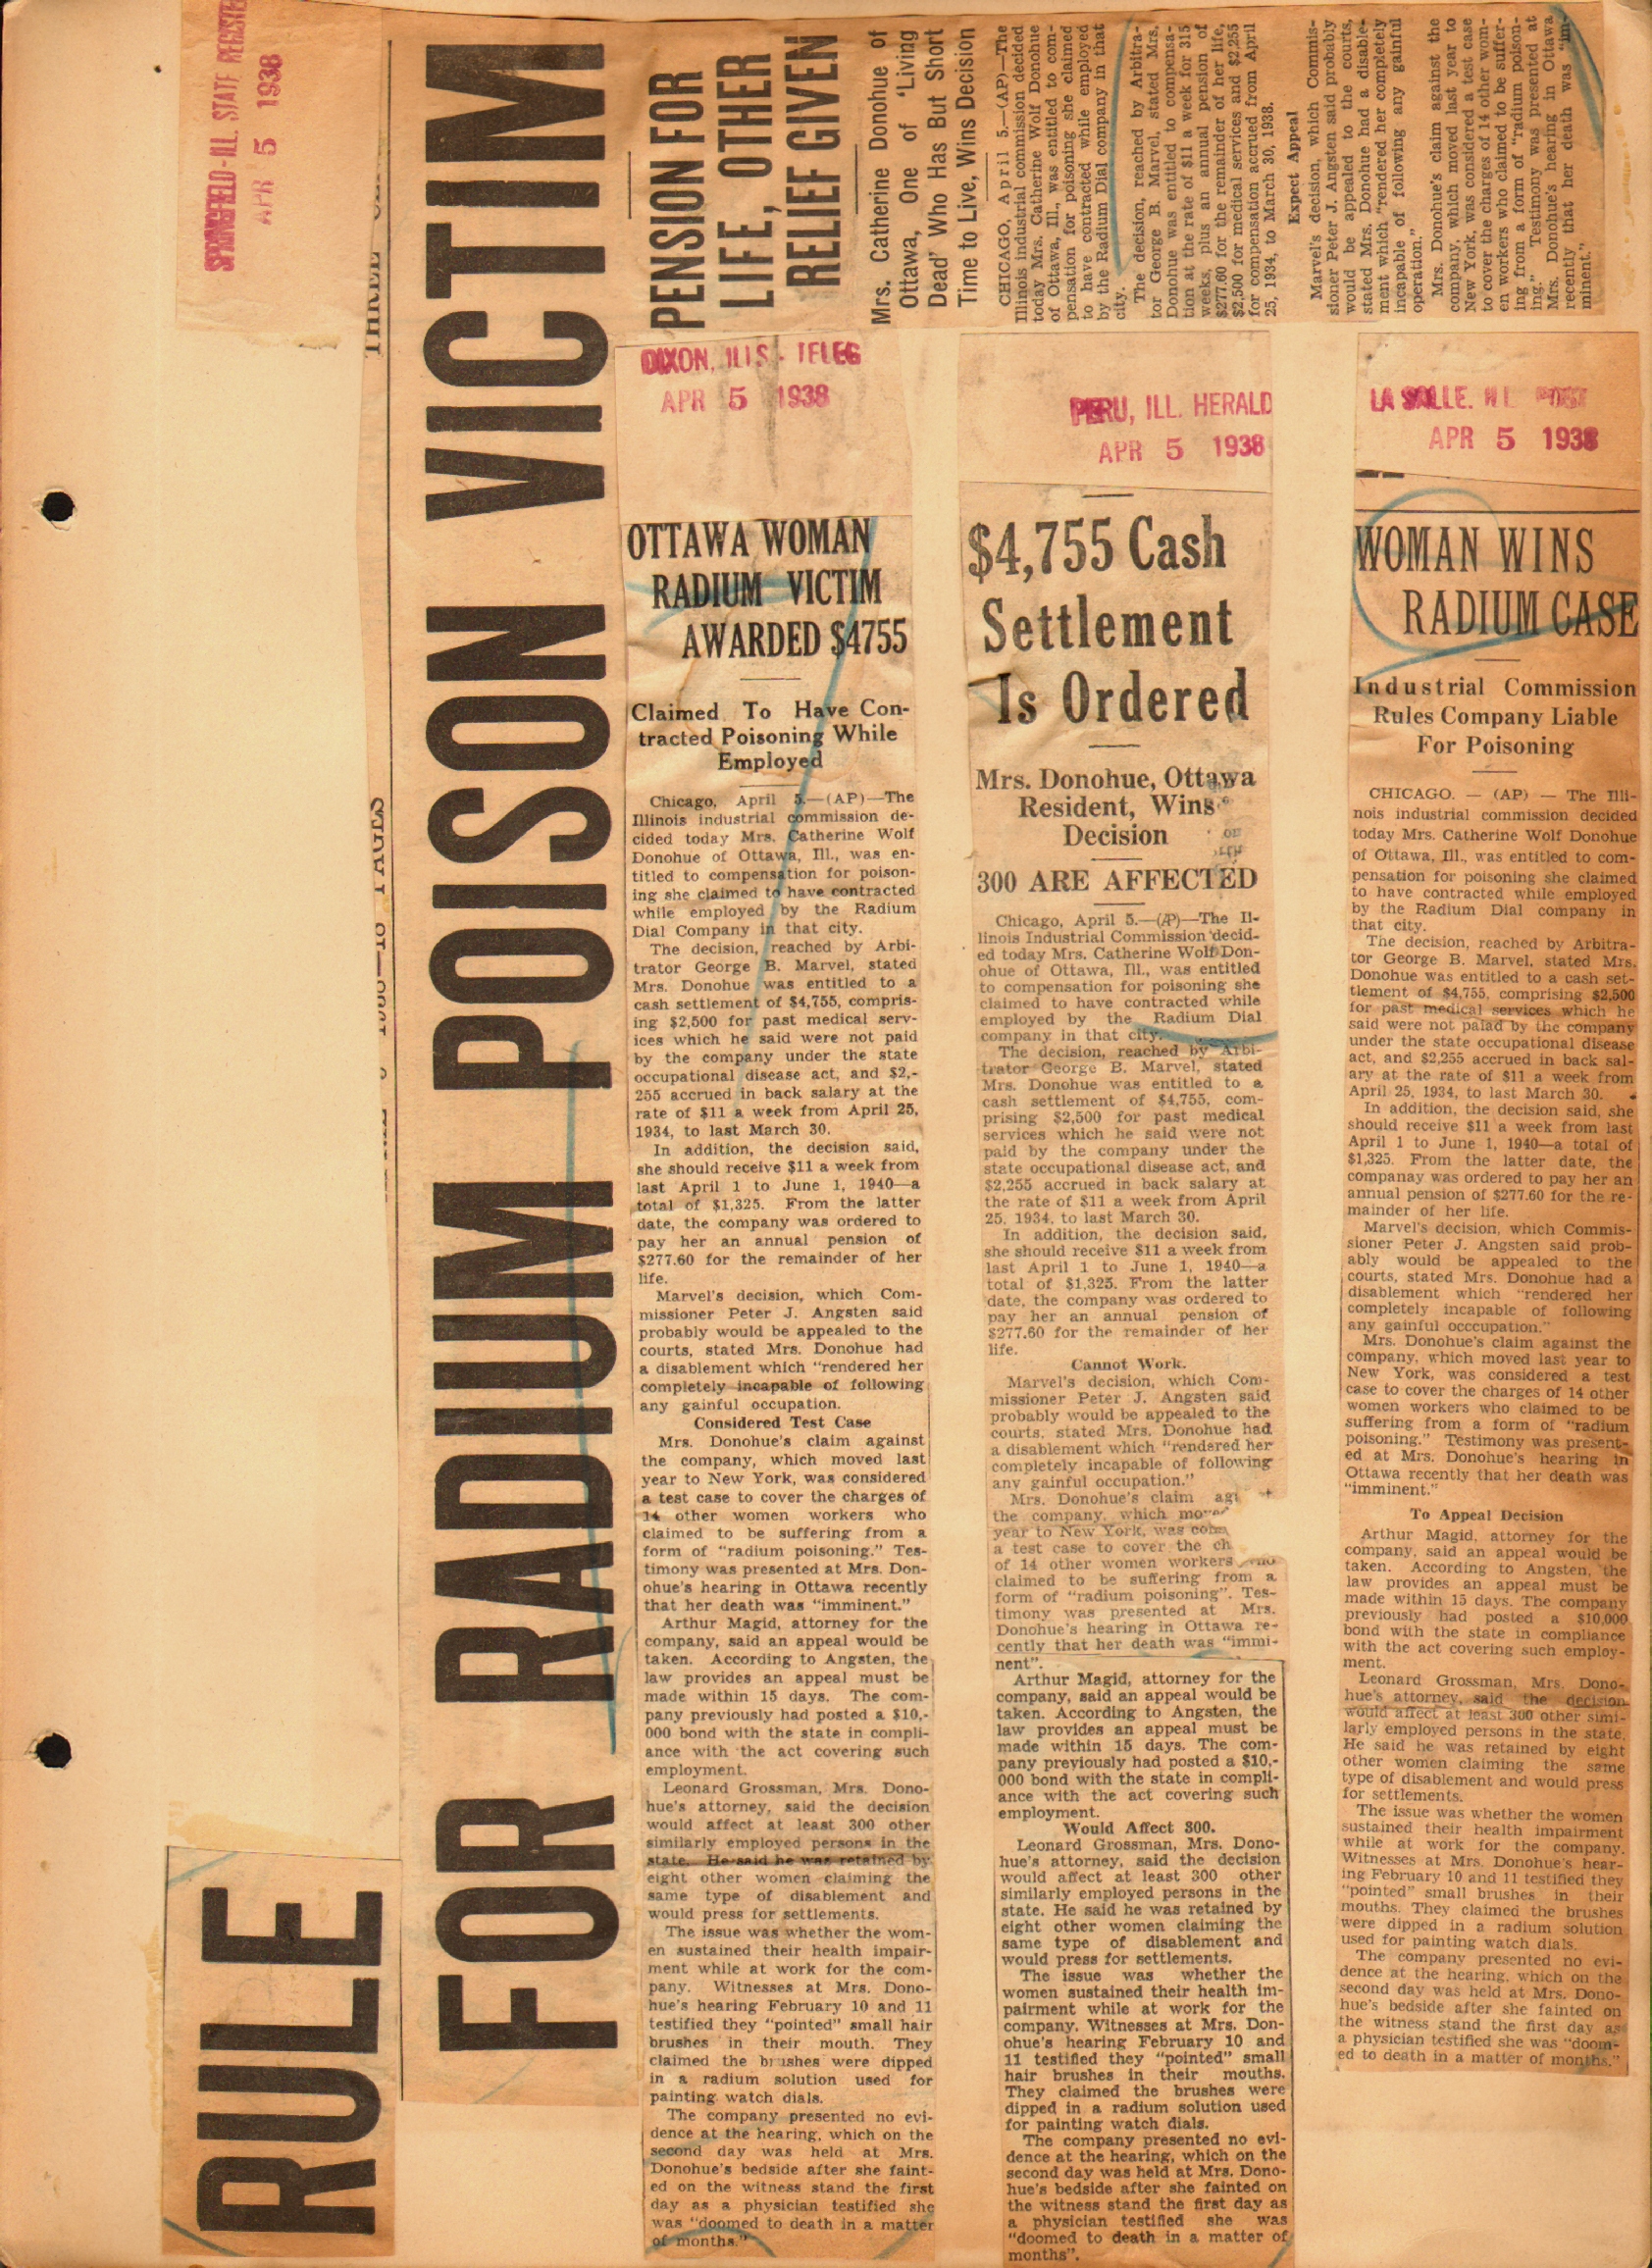 SPRINGFIELD-ILL. STATE REGISTER
APR 5 1938
RULE
FOR RADIUM POISON VICTIM
PENSION FOR
LIFE, OTHER
RELIEF GIVEN
Mrs. Catherine Donohue of
Ottawa, One of 'Living
Dead' Who Has But Short
Time to Live, Wins Decision
CHICAGO, April 5.—(AP)—The
Illinois industrial commission decided
today Mrs. Catherine Wolf Donohue
of Ottawa, Ill., was entitled to com-
pensation for poisoning she claimed
to have contracted while employed
by the Radium Dial company in that
city.
The decision, reached by Arbitra-
tor George B. Marvel, stated Mrs.
Donohue was entitled to compensa-
tion at the rate of $11 a week for 315
weeks, plus an annual pension of
$277.60 for the remainder of her life,
$2,500 for medical services and $2,255
for compensation accrued from April
25, 1934, to March 30, 1938.
Expect Appeal
Marvel's decision, which Commis-
sioner Peter J. Angsten said probably
would be appealed to the courts,
stated Mrs. Donohue had a disable-
ment which "rendered her completely
incapable of following any gainful
operation."
Mrs. Donohue's claim against the
company, which moved last year to
New York, was considered a test case
to cover the charges of 14 other wom-
en workers who claimed to be suffer-
ing from a form of "radium poison-
ing." Testimony was presented at
Mrs. Donohue's hearing in Ottawa
recently that her death was "im-
minent."
DIXON, ILLS - TELEG
APR 5 1938
OTTAWA WOMAN
RADIUM VICTIM
AWARDED $4755
Claimed To Have Con-
tracted Poisoning While
Employed
Chicago, April 5.—(AP)—The
Illinois industrial commission de-
cided today Mrs. Catherine Wolf
Donohue of Ottawa, Ill., was en-
titled to compensation for poison-
ing she claimed to have contracted
while employed by the Radium
Dial Company in that city.
The decision, reached by Arbi-
trator George B. Marvel, stated
Mrs. Donohue was entitled to a
cash settlement of $4,755, compris-
ing $2,500 for past medical serv-
ices which he said were not paid
by the company under the state
occupational disease act, and $2,-
255 accrued in back salary at the
rate of $11 a week from April 25,
1934, to last March 30.
In addition, the decision said,
she should receive $11 a week from
last April 1 to June 1, 1940—a
total of $1,325. From the latter
date, the company was ordered to
pay her an annual pension of
$277.60 for the remainder of her
life.
Marvel's decision, which Com-
missioner Peter J. Angsten said
probably would be appealed to the
courts, stated Mrs. Donohue had
a disablement which "rendered her
completely incapable of following
any gainful occupation.
Considered Test Case
Mrs. Donohue's claim against
the company, which moved last
year to New York, was considered
a test case to cover the charges of
14 other women workers who
claimed to be suffering from a
form of "radium poisoning." Tes-
timony was presented at Mrs. Don-
ohue's hearing in Ottawa recently
that her death was "imminent."
Arthur Magid, attorney for the
company, said an appeal would be
taken. According to Angsten, the
law provides an appeal must be
made within 15 days. The com-
pany previously had posted a $10,-
000 bond with the state in compli-
ance with the act covering such
employment.
Leonard Grossman, Mrs. Dono-
hue's attorney, said the decision
would affect at least 300 other
similarly employed persons in the
state. He said he was retained by
eight other women claiming the
same type of disablement and
would press for settlements.
The issue was whether the wom-
en sustained their health impair-
ment while at work for the com-
pany. Witnesses at Mrs. Dono-
hue's hearing February 10 and 11
testified they "pointed" small hair
brushes in their mouth. They
claimed the brushes were dipped
in a radium solution used for
painting watch dials.
The company presented no evi-
dence at the hearing, which on the
second day was held at Mrs.
Donohue's bedside after she faint-
ed on the witness stand the first
day as a physician testified she
was "doomed to death in a matter
of months."
PERU, ILL. HERALD
APR 5 1938
$4,755 Cash
Settlement
Is Ordered
Mrs. Donohue, Ottawa
Resident, Wins
Decision
300 ARE AFFECTED
Chicago, April 5.—(AP)—The Il-
linois Industrial Commission decid-
ed today Mrs. Catherine Wolf Don-
ohue of Ottawa, Ill., was entitled
to compensation for poisoning she
claimed to have contracted while
employed by the Radium Dial
company in that city.
The decision, reached by Arbi-
trator George B. Marvel, stated
Mrs. Donohue was entitled to a
cash settlement of $4,755, com-
prising $2,500 for past medical
services which he said were not
paid by the company under the
state occupational disease act, and
$2,255 accrued in back salary at
the rate of $11 a week from April
25, 1934, to last March 30.
In addition, the decision said,
she should receive $11 a week from
last April 1 to June 1, 1940—a
total of $1,325. From the latter
date, the company was ordered to
pay her an annual pension of
$277.60 for the remainder of her
life.
Cannot Work.
Marvel's decision, which Com-
missioner Peter J. Angsten said
probably would be appealed to the
courts, stated Mrs. Donohue had
a disablement which "rendered her
completely incapable of following
any gainful occupation."
Mrs. Donohue's claim
the company, which
year to New York, was
a test case to cover the
of 14 other women workers
claimed to be suffering from a
form of "radium poisoning". Tes-
timony was presented at Mrs.
Donohue's hearing in Ottawa re-
cently that her death was "immi-
nent".
Arthur Magid, attorney for the
company, said an appeal would be
taken. According to Angsten, the
law provides an appeal must be
made within 15 days. The com-
pany previously had posted a $10,-
000 bond with the state in compli-
ance with the act covering such
employment.
Would Affect 300.
Leonard Grossman, Mrs. Dono-
hue's attorney, said the decision
would affect at least 300 other
similarly employed persons in the
state. He said he was retained by
eight other women claiming the
same type of disablement and
would press for settlements.
The issue was whether the
women sustained their health im-
pairment while at work for the
company. Witnesses at Mrs. Don-
ohue's hearing February 10 and
11 testified they "pointed" small
hair brushes in their mouths.
They claimed the brushes were
dipped in a radium solution used
for painting watch dials.
The company presented no evi-
dence at the hearing, which on the
second day was held at Mrs. Dono-
hue's bedside after she fainted on
the witness stand the first day as
a physician testified she was
"doomed to death in a matter of
months".
LA SALLE. ILL POST
APR 5 1938
WOMAN WINS
RADIUM CASE
Industrial Commission
Rules Company Liable
For Poisoning
CHICAGO. — (AP) — The Illi-
nois industrial commission decided
today Mrs. Catherine Wolf Donohue
of Ottawa, Ill., was entitled to com-
pensation for poisoning she claimed
to have contracted while employed
by the Radium Dial company in
that city.
The decision, reached by Arbitra-
tor George B. Marvel, stated Mrs.
Donohue was entitled to a cash set-
tlement of $4,755, comprising $2,500
for past medical services which he
said were not paiad by the company
under the state occupational disease
act, and $2,255 accrued in back sal-
ary at the rate of $11 a week from
April 25, 1934, to last March 30.
In addition, the decision said, she
should receive $11 a week from last
April 1 to June 1, 1940—a total of
$1,325. From the latter date, the
companay was ordered to pay her an
annual pension of $277.60 for the re-
mainder of her life.
Marvel's decision, which Commis-
sioner Peter J. Angsten said prob-
ably would be appealed to the
courts, stated Mrs. Donohue had a
disablement which "rendered her
completely incapable of following
any gainful occcupation."
Mrs. Donohue's claim against the
company, which moved last year to
New York, was considered a test
case to cover the charges of 14 other
women workers who claimed to be
suffering from a form of "radium
poisoning." Testimony was present-
ed at Mrs. Donohue's hearing in
Ottawa recently that her death was
"imminent."
To Appeal Decision
Arthur Magid, attorney for the
company, said an appeal would be
taken. According to Angsten, the
law provides an appeal must be
made within 15 days. The company
previously had posted a $10,000
bond with the state in compliance
with the act covering such employ-
ment.
Leonard Grossman, Mrs. Dono-
hue's attorney, said the decision
would affect at least 300 other simi-
larly employed persons in the state.
He said he was retained by eight
other women claiming the same
type of disablement and would press
for settlements.
The issue was whether the women
sustained their health impairment
while at work for the company.
Witnesses at Mrs. Donohue's hear-
ing February 10 and 11 testified they
"pointed" small brushes in their
mouths. They claimed the brushes
were dipped in a radium solution
used for painting watch dials.
The company presented no evi-
dence at the hearing, which on the
second day was held at Mrs. Dono-
hue's bedside after she fainted on
the witness stand the first day as
a physician testified she was "doom-
ed to death in a matter of months."